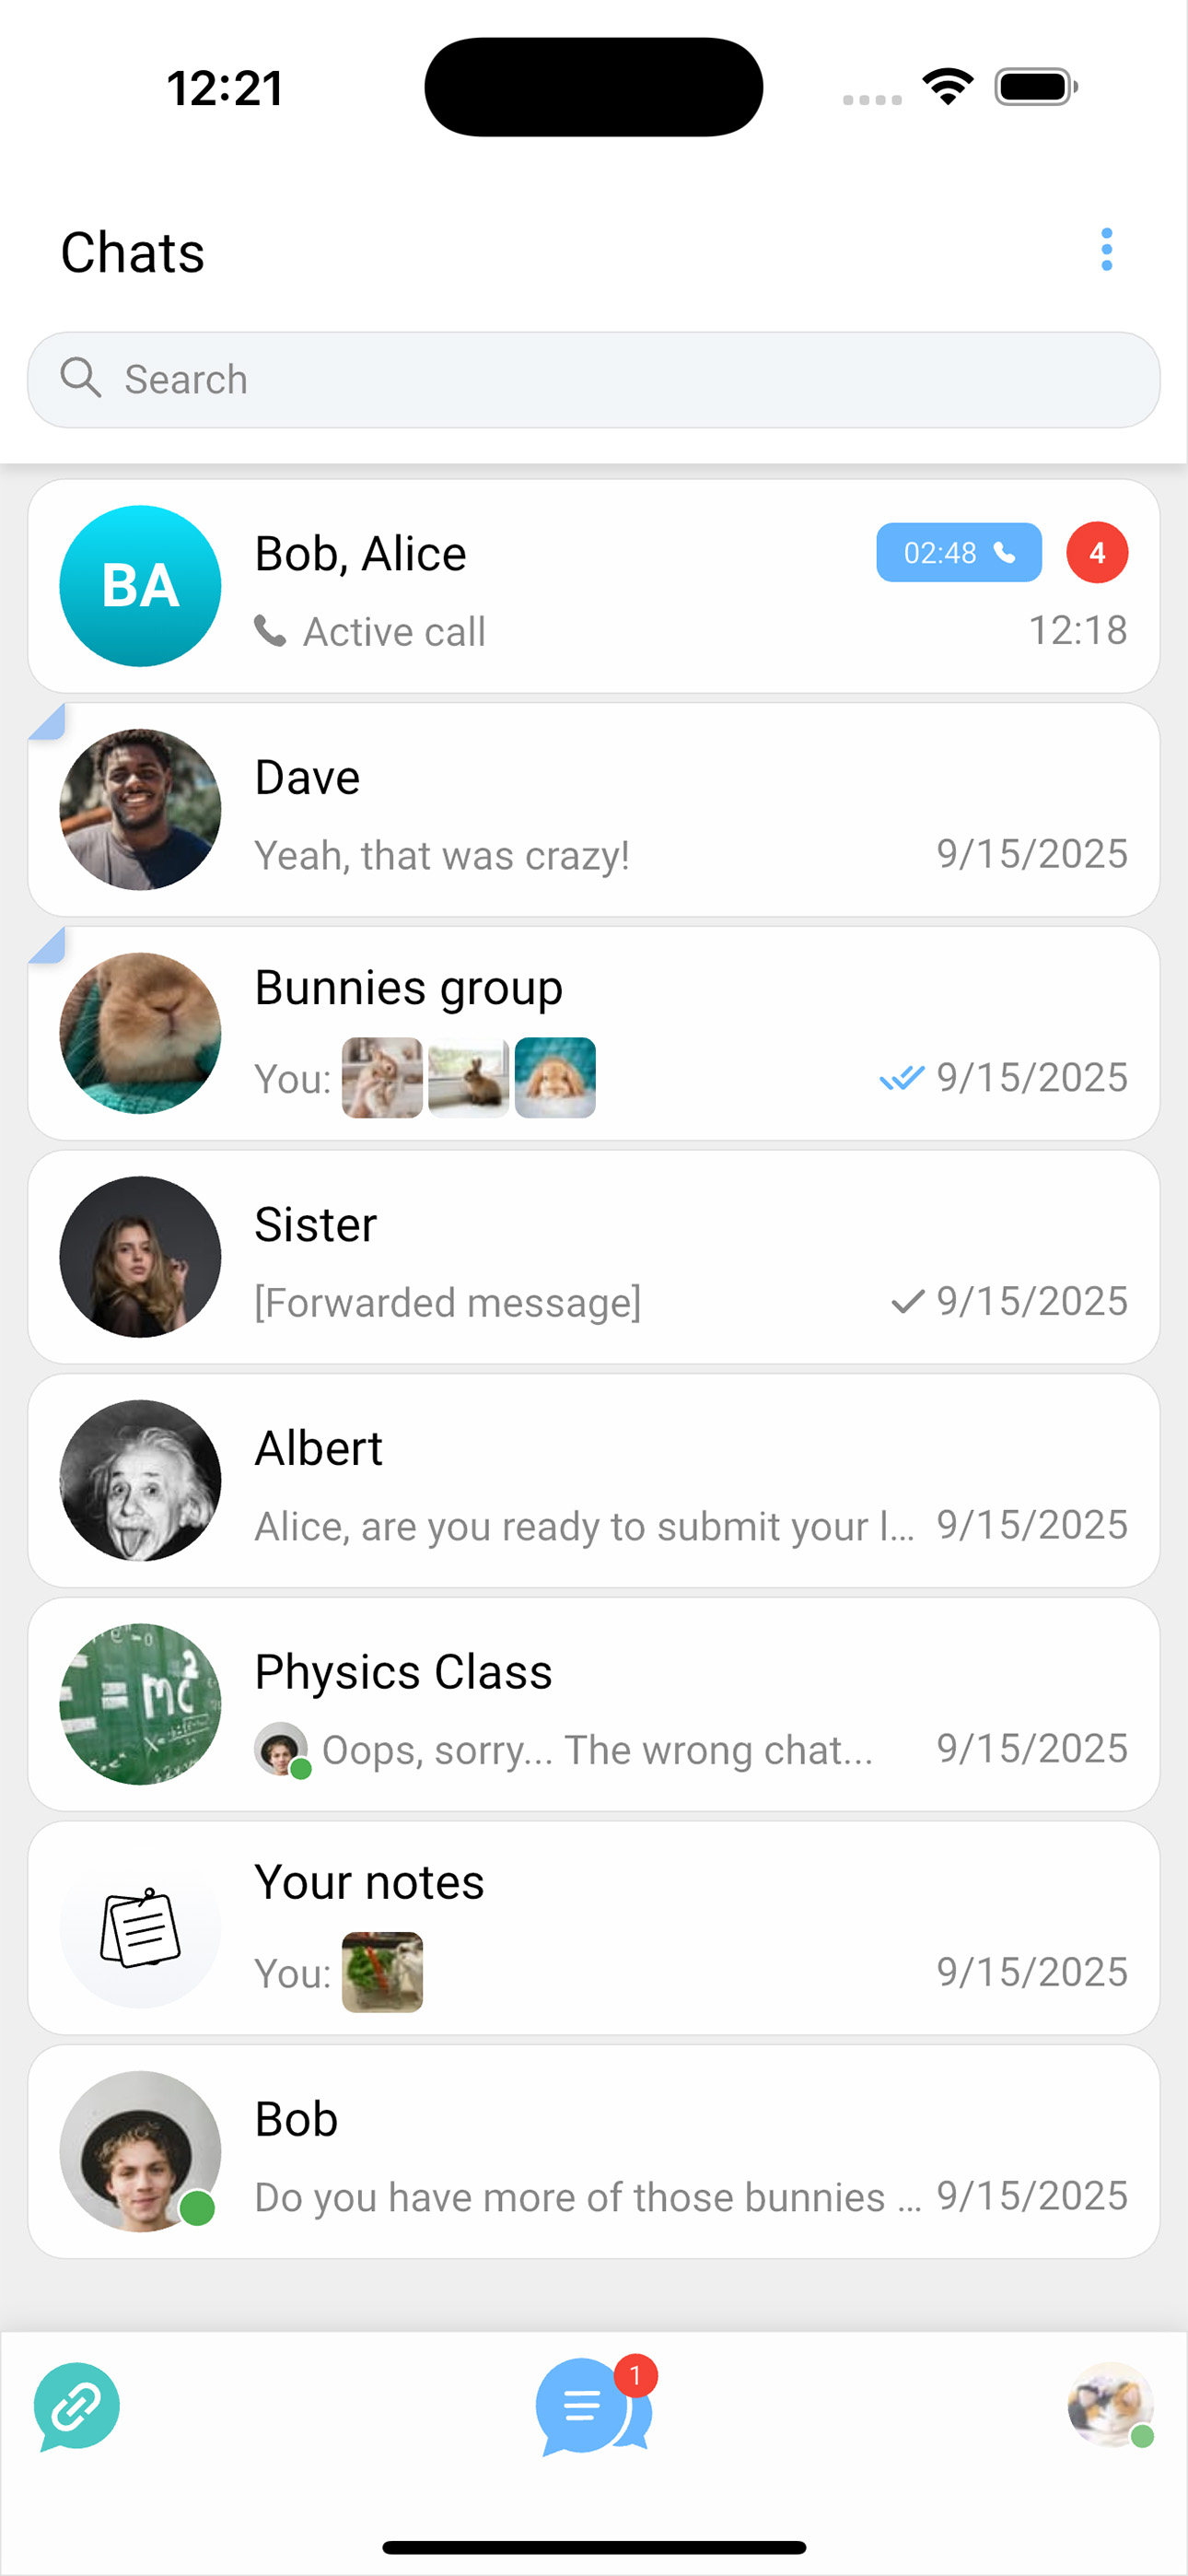 12:21
Chats
Search
BA
Bob, Alice
02:48
4
Active call
12:18
Dave
Yeah, that was crazy!
9/15/2025
Bunnies group
You:
9/15/2025
Sister
[Forwarded message]
9/15/2025
Albert
Alice, are you ready to submit your l...
9/15/2025
= mc²
Physics Class
Oops, sorry... The wrong chat...
9/15/2025
Your notes
You:
9/15/2025
Bob
Do you have more of those bunnies ...
9/15/2025
1